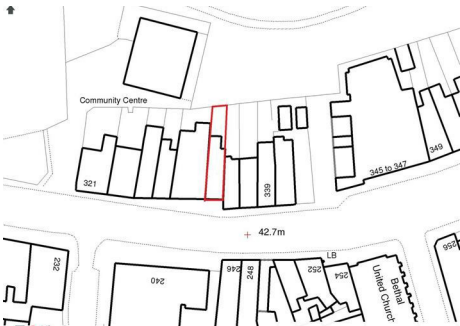 Community Centre
321
339
345 to 347
349
42.7m
232
240
246
248
252
LB
254
Bethal
United Church
256